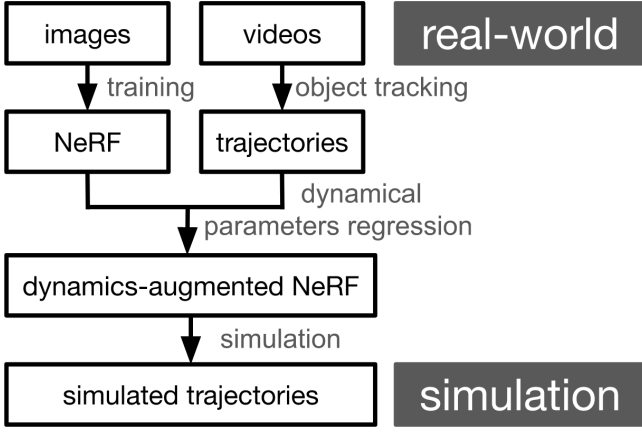 images
videos
real-world
training
object tracking
NeRF
trajectories
dynamical
parameters regression
dynamics-augmented NeRF
simulation
simulated trajectories
simulation